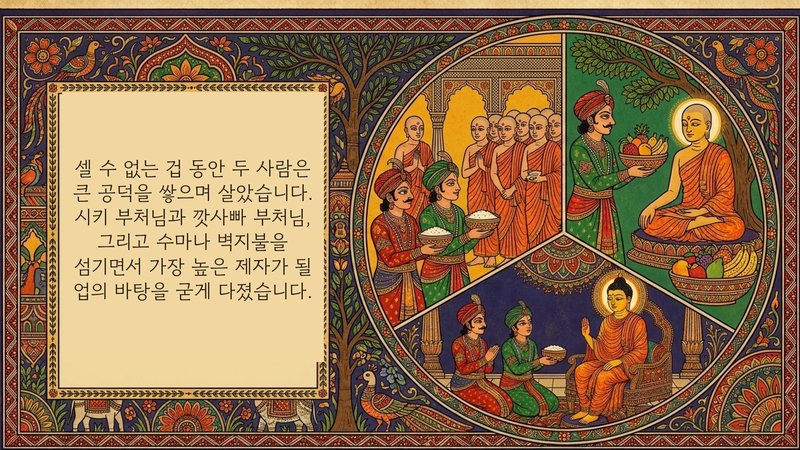 셀 수 없는 겁 동안 두 사람은
큰 공덕을 쌓으며 살았습니다.
시키 부처님과 깟사빠 부처님,
그리고 수마나 벽지불을
섬기면서 가장 높은 제자가 될
업의 바탕을 굳게 다졌습니다.